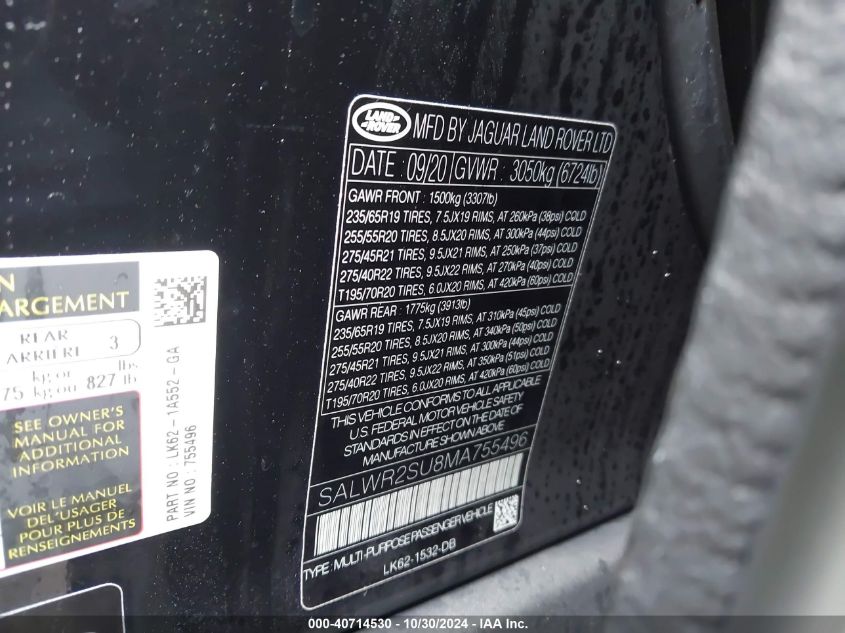 LAND
ROVER
MFD BY JAGUAR LAND ROVER LTD
DATE : 09/20 GVWR : 3050kg (6724lb)
GAWR FRONT : 1500kg (3307lb)
235/65R19 TIRES, 7.5JX19 RIMS, AT 260kPa (38psi) COLD
255/55R20 TIRES, 8.5JX20 RIMS, AT 300kPa (44psi) COLD
275/45R21 TIRES, 9.5JX21 RIMS, AT 250kPa (37psi) COLD
275/40R22 TIRES, 9.5JX22 RIMS, AT 270kPa (40psi) COLD
T195/70R20 TIRES, 6.0JX20 RIMS, AT 420kPa (60psi) COLD
GAWR REAR : 1775kg (3913lb)
235/65R19 TIRES, 7.5JX19 RIMS, AT 310kPa (45psi) COLD
255/55R20 TIRES, 8.5JX20 RIMS, AT 340kPa (50psi) COLD
275/45R21 TIRES, 9.5JX21 RIMS, AT 300kPa (44psi) COLD
275/40R22 TIRES, 9.5JX22 RIMS, AT 350kPa (51psi) COLD
T195/70R20 TIRES, 6.0JX20 RIMS, AT 420kPa (60psi) COLD
THIS VEHICLE CONFORMS TO ALL APPLICABLE
U.S. FEDERAL MOTOR VEHICLE SAFETY
STANDARDS IN EFFECT ON THE DATE OF
MANUFACTURE SHOWN ABOVE
SALWR2SU8MA755496
TYPE : MULTI-PURPOSE PASSENGER VEHICLE
LK62-1532-DB
N
ARGEMENT
REAR
ARRIERE 3
75 kg or
kg ou 827 lbs
lb
SEE OWNER'S
MANUAL FOR
ADDITIONAL
INFORMATION
VOIR LE MANUEL
DEL'USAGER
POUR PLUS DE
RENSEIGNEMENTS
PART NO : LK62-1A552-GA
VIN NO : 755496
000-40714530 - 10/30/2024 - IAA Inc.